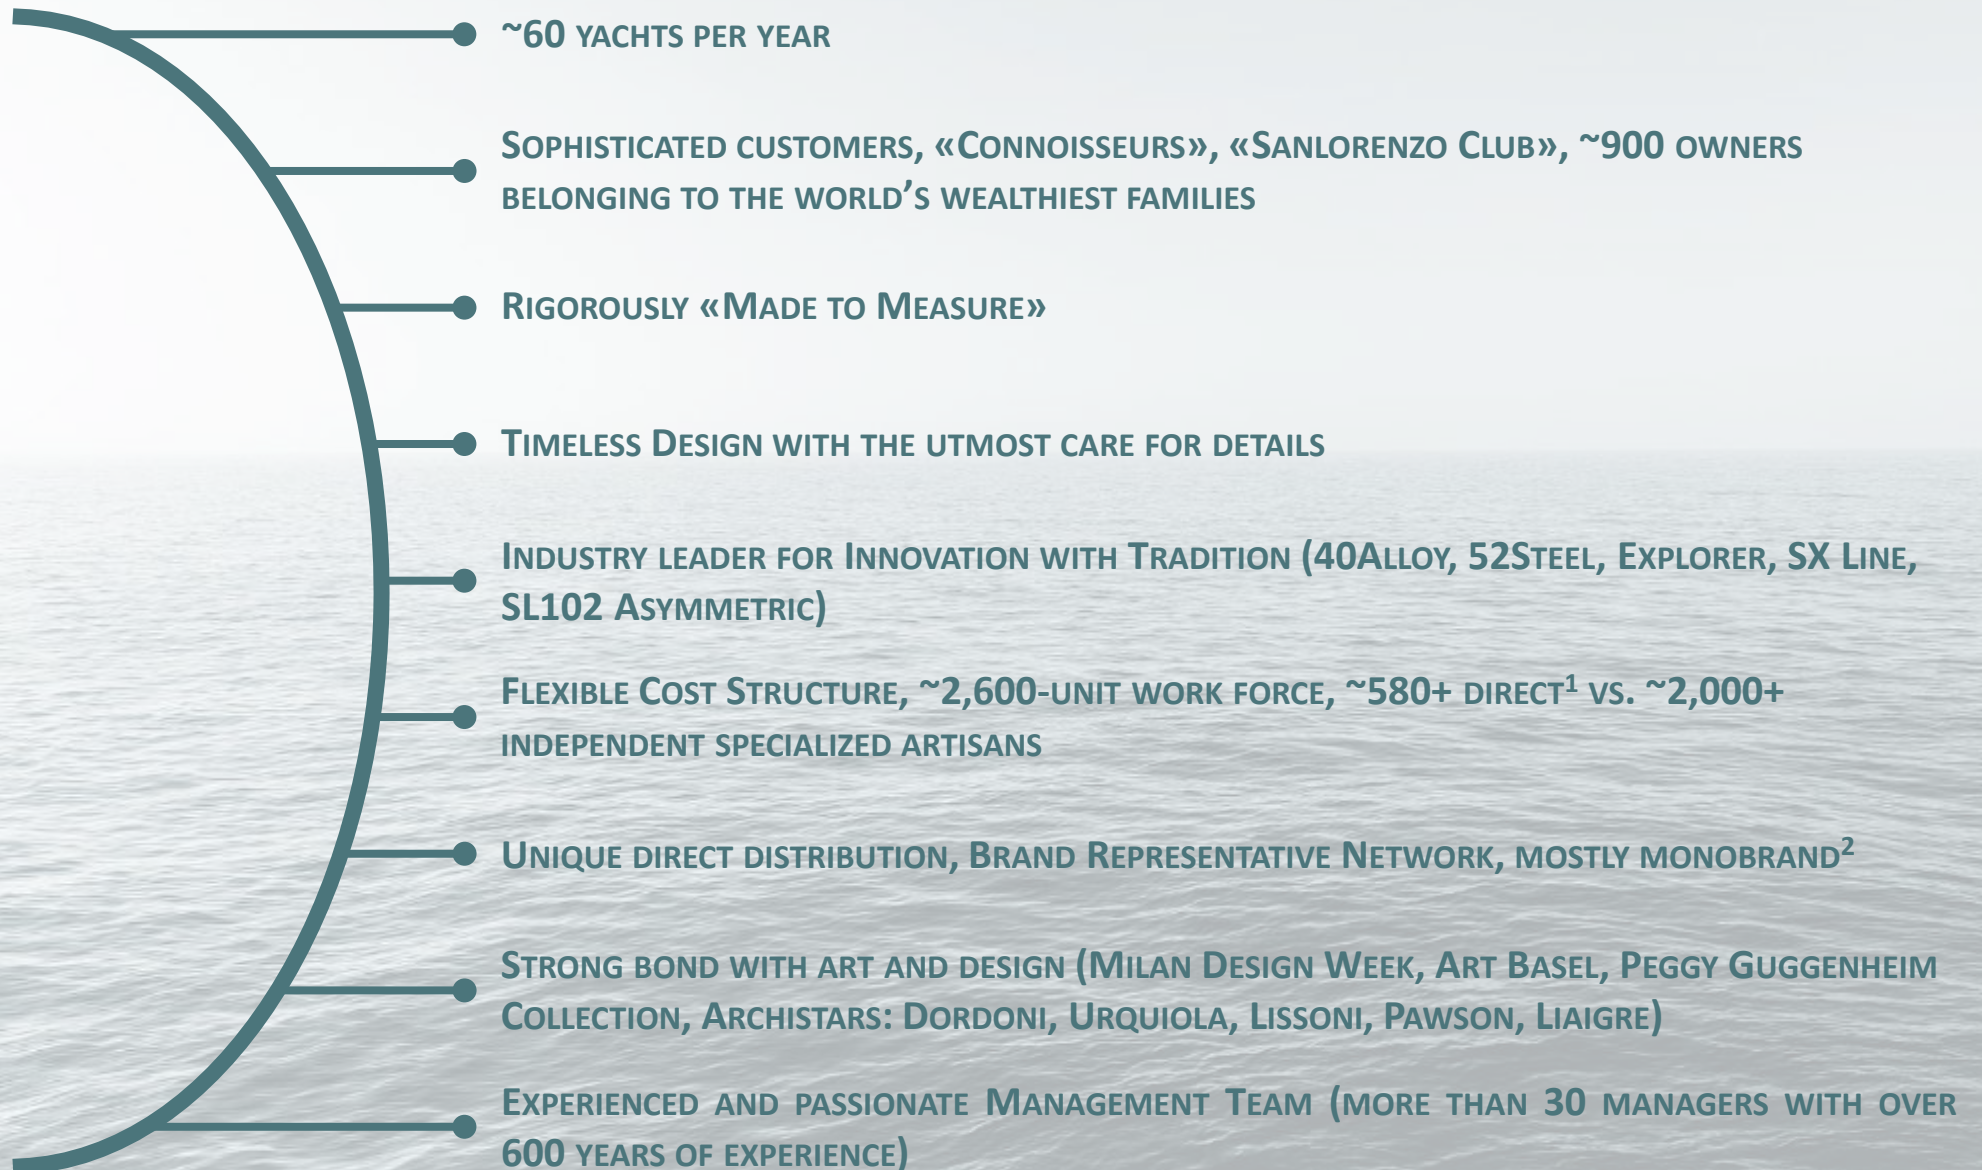 ~60 YACHTS PER YEAR
SOPHISTICATED CUSTOMERS, «CONNOISSEURS», «SANLORENZO CLUB», ~900 OWNERS
BELONGING TO THE WORLD'S WEALTHIEST FAMILIES
RIGOROUSLY «MADE TO MEASURE»
TIMELESS DESIGN WITH THE UTMOST CARE FOR DETAILS
INDUSTRY LEADER FOR INNOVATION WITH TRADITION (40ALLOY, 52STEEL, EXPLORER, SX LINE,
SL102 ASYMMETRIC)
FLEXIBLE COST STRUCTURE, ~2,600-UNIT WORK FORCE, ~580+ DIRECT¹ VS. ~2,000+
INDEPENDENT SPECIALIZED ARTISANS
UNIQUE DIRECT DISTRIBUTION, BRAND REPRESENTATIVE NETWORK, MOSTLY MONOBRAND²
STRONG BOND WITH ART AND DESIGN (MILAN DESIGN WEEK, ART BASEL, PEGGY GUGGENHEIM
COLLECTION, ARCHISTARS: DORDONI, URQUIOLA, LISSONI, PAWSON, LIAIGRE)
EXPERIENCED AND PASSIONATE MANAGEMENT TEAM (MORE THAN 30 MANAGERS WITH OVER
600 YEARS OF EXPERIENCE)